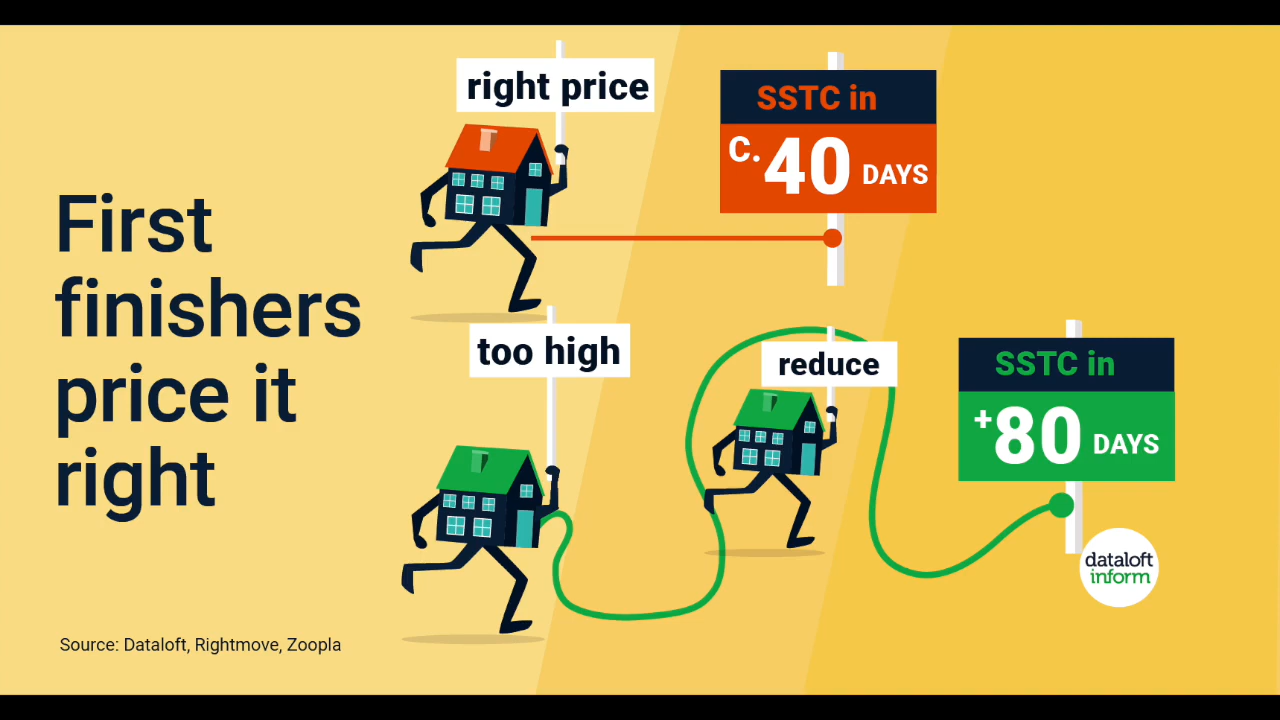 First
finishers
price it
right
right price
SSTC in
C. 40 DAYS
too high
reduce
SSTC in
+80 DAYS
dataloft
inform
Source: Dataloft, Rightmove, Zoopla